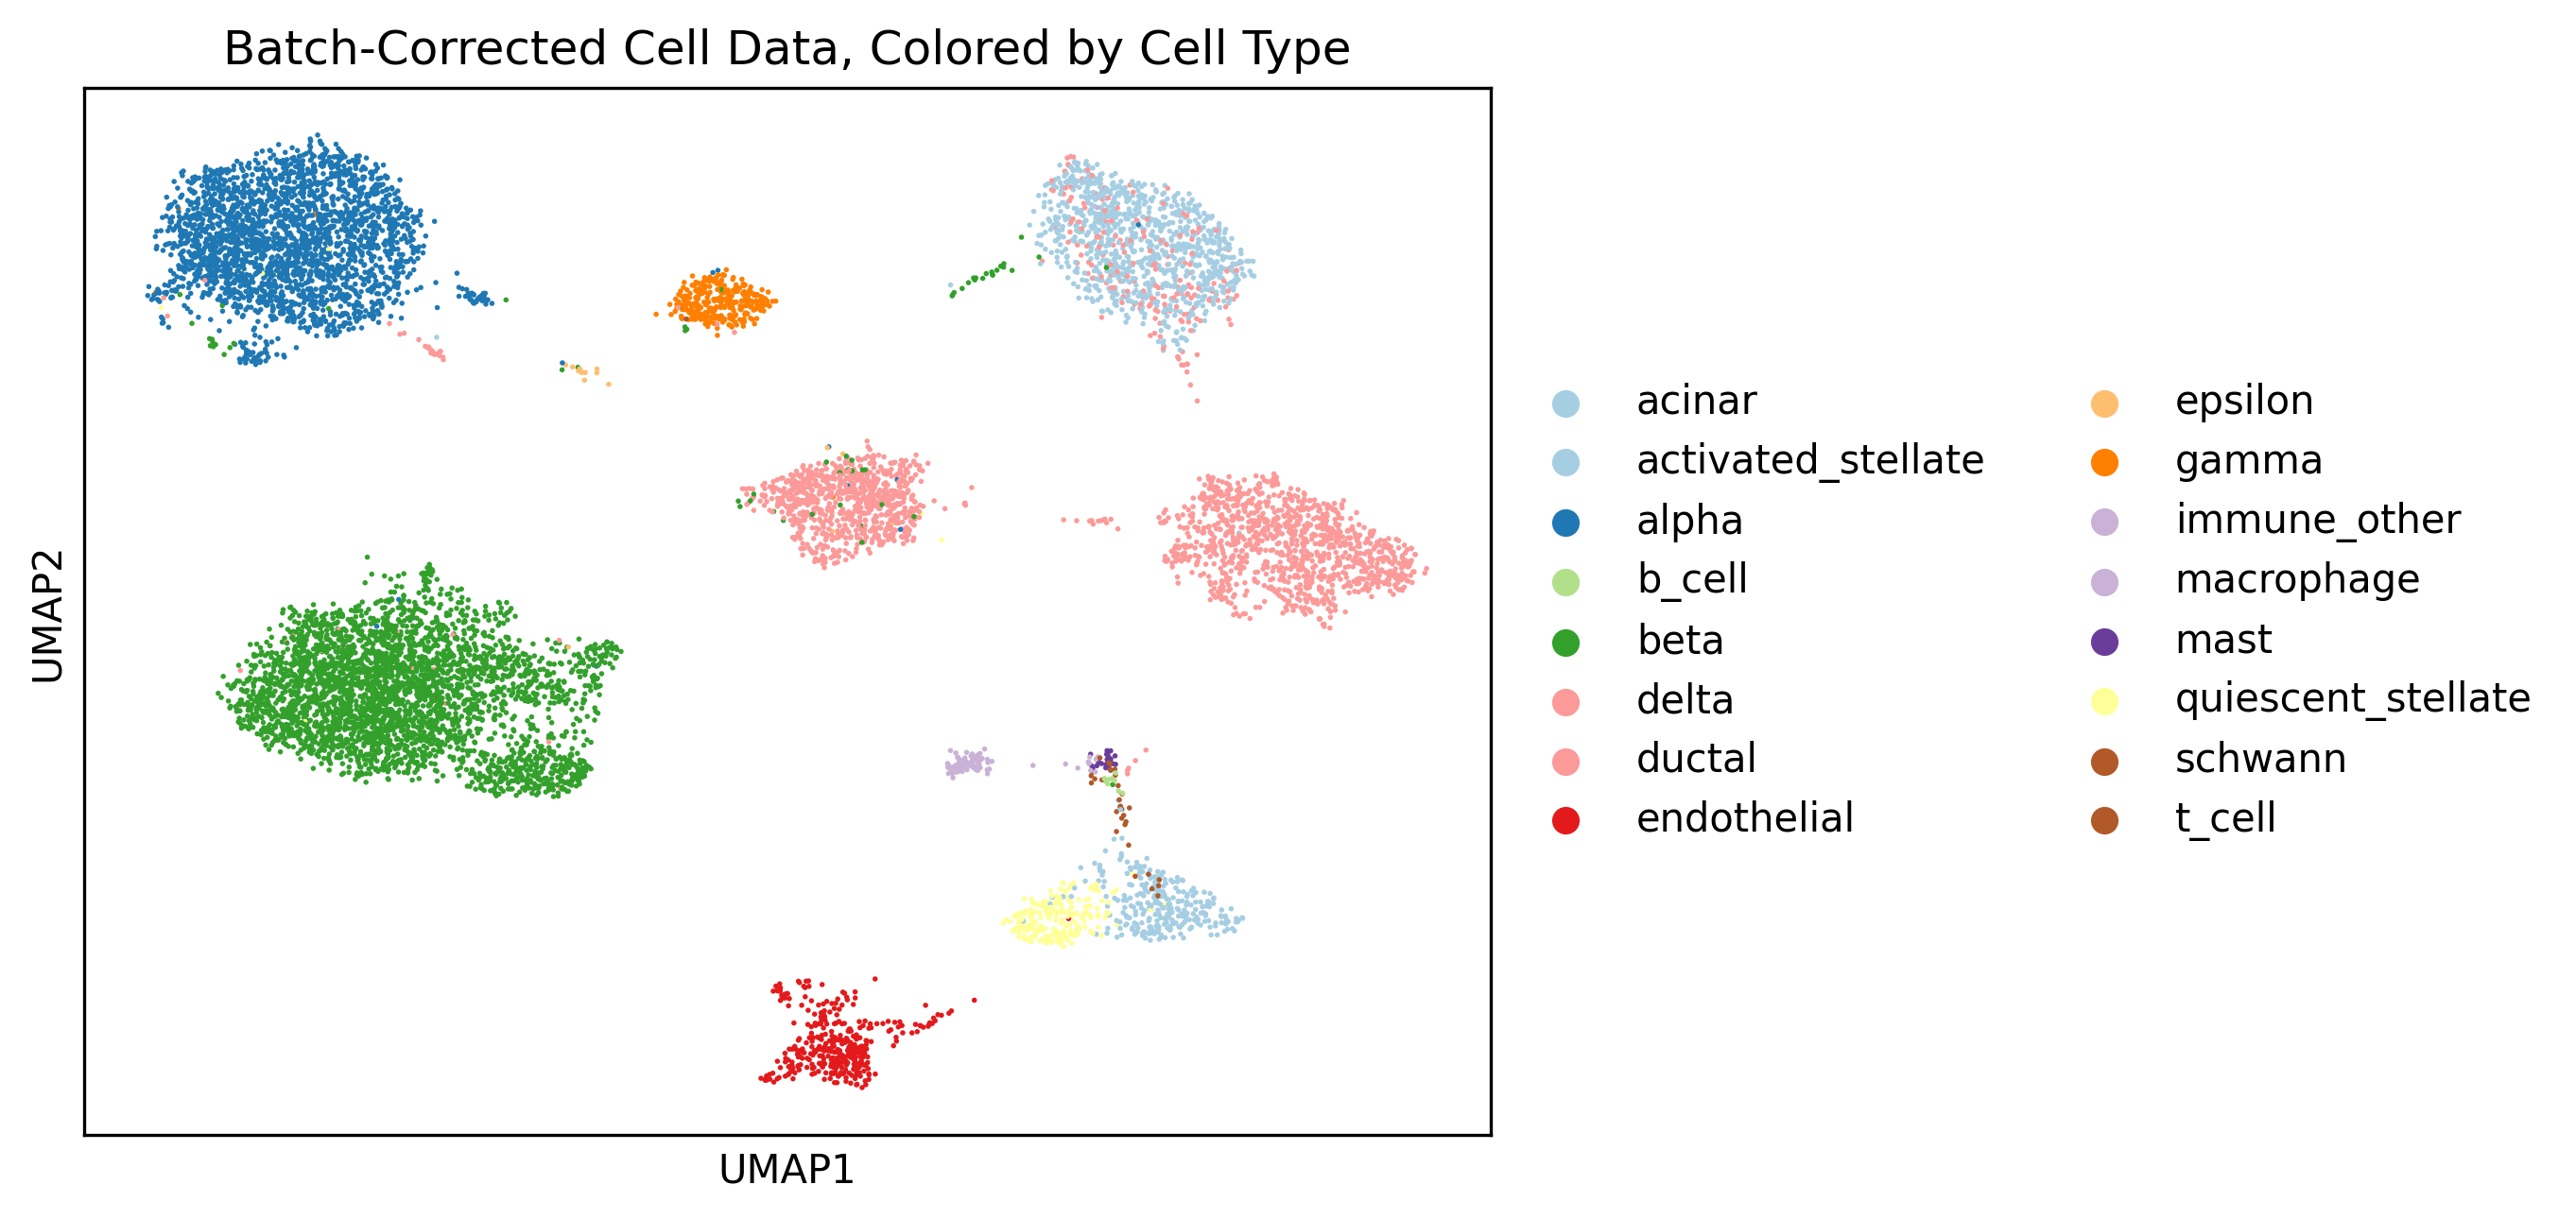 Batch-Corrected Cell Data, Colored by Cell Type
UMAP2
UMAP1
acinar
activated_stellate
alpha
b_cell
beta
delta
ductal
endothelial
epsilon
gamma
immune_other
macrophage
mast
quiescent_stellate
schwann
t_cell